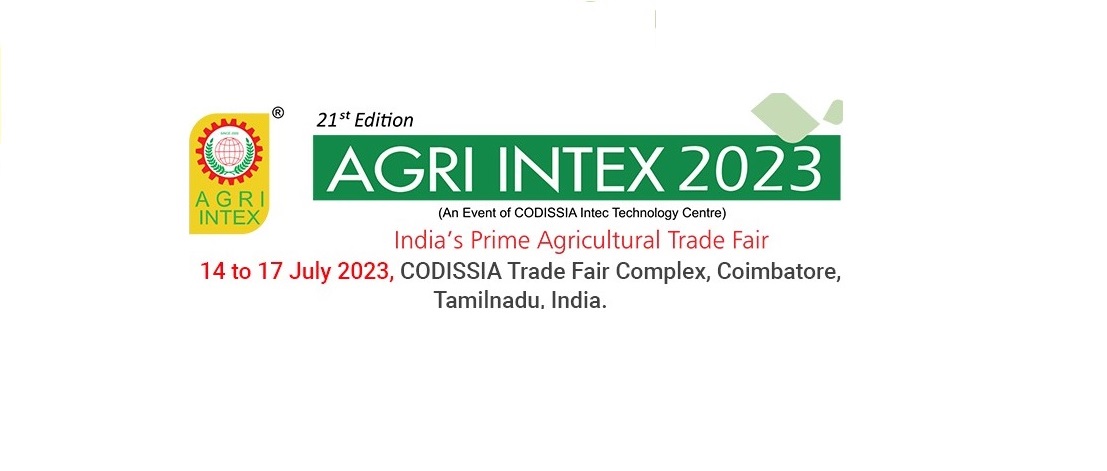 ®
21st Edition
AGRI INTEX 2023
AGRI
INTEX
(An Event of CODISSIA Intec Technology Centre)
India's Prime Agricultural Trade Fair
14 to 17 July 2023, CODISSIA Trade Fair Complex, Coimbatore,
Tamilnadu, India.